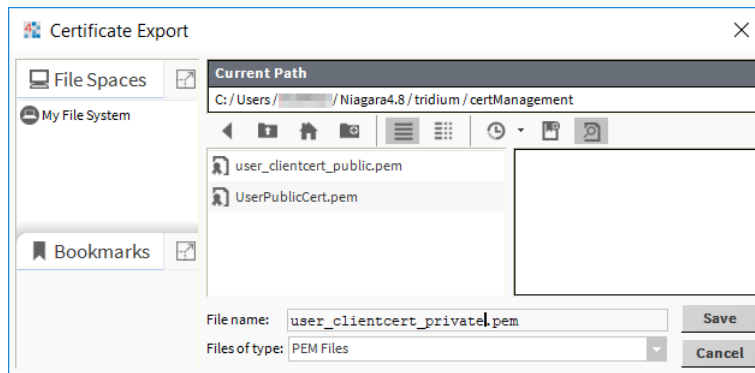 Certificate Export
File Spaces
My File System
Bookmarks
Current Path
C: / Users / / Niagara4.8 / tridium / certManagement
user_clientcert_public.pem
UserPublicCert.pem
File name: user_clientcert_private.pem
Save
Files of type: PEM Files
Cancel